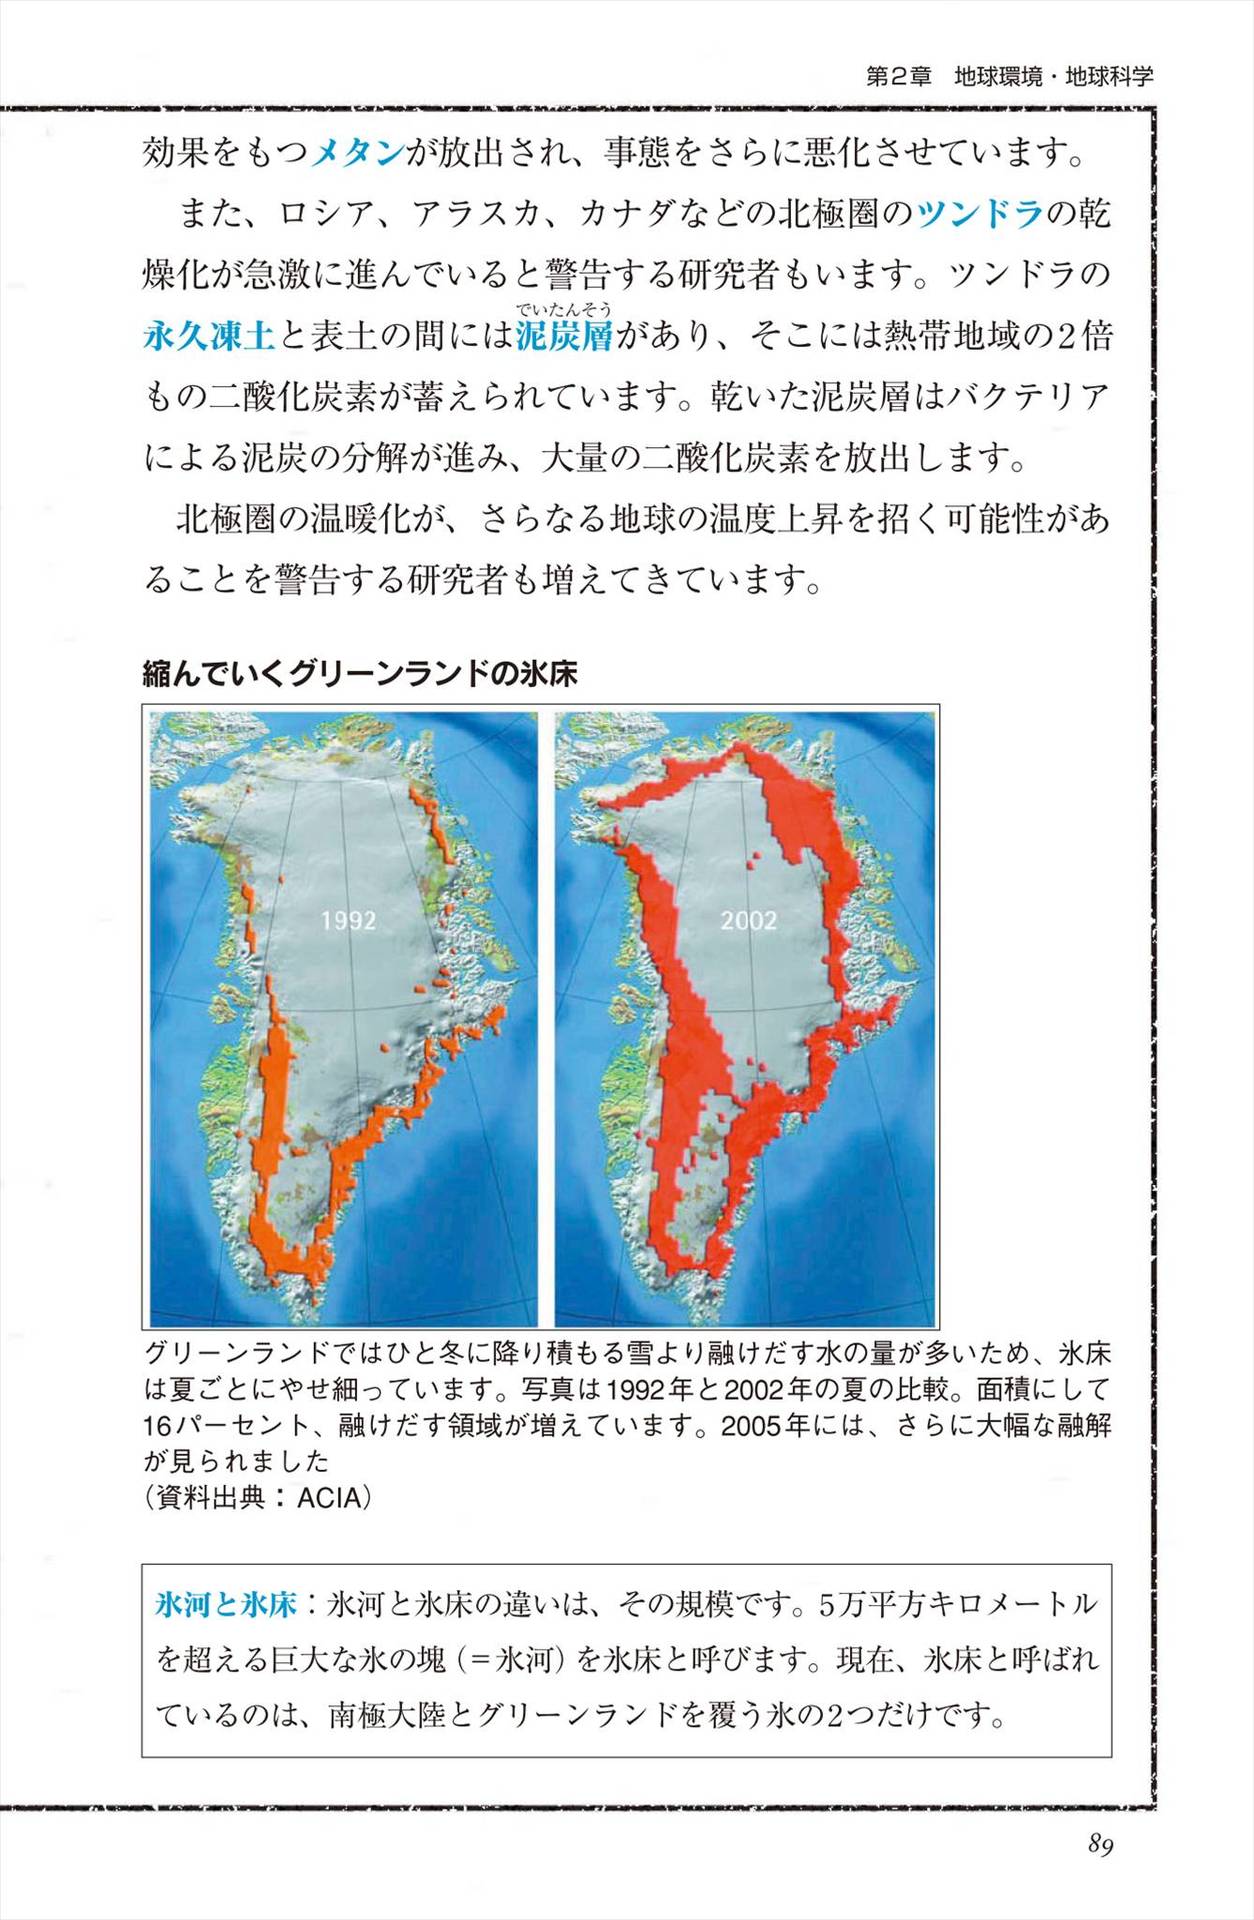 第2章　地球環境・地球科学
効果をもつメタンが放出され、事態をさらに悪化させています。
また、ロシア、アラスカ、カナダなどの北極圏のツンドラの乾
燥化が急激に進んでいると警告する研究者もいます。ツンドラの
でいたんそう
永久凍土と表土の間には泥炭層があり、そこには熱帯地域の2倍
もの二酸化炭素が蓄えられています。乾いた泥炭層はバクテリア
による泥炭の分解が進み、大量の二酸化炭素を放出します。
北極圏の温暖化が、さらなる地球の温度上昇を招く可能性があ
ることを警告する研究者も増えてきています。
縮んでいくグリーンランドの氷床
1992
2002
グリーンランドではひと冬に降り積もる雪より融けだす水の量が多いため、氷床
は夏ごとにやせ細っています。写真は1992年と2002年の夏の比較。面積にして
16パーセント、融けだす領域が増えています。2005年には、さらに大幅な融解
が見られました
（資料出典：ACIA）
氷河と氷床：氷河と氷床の違いは、その規模です。5万平方キロメートル
を超える巨大な氷の塊（＝氷河）を氷床と呼びます。現在、氷床と呼ばれ
ているのは、南極大陸とグリーンランドを覆う氷の2つだけです。
89